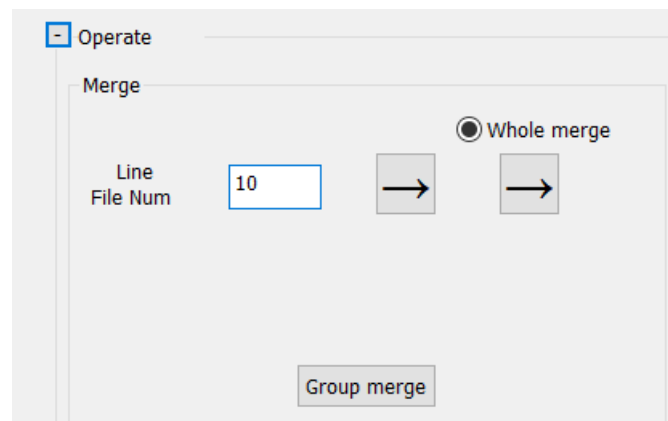 - Operate
Merge
Whole merge
Line
File Num
10
→ →
Group merge